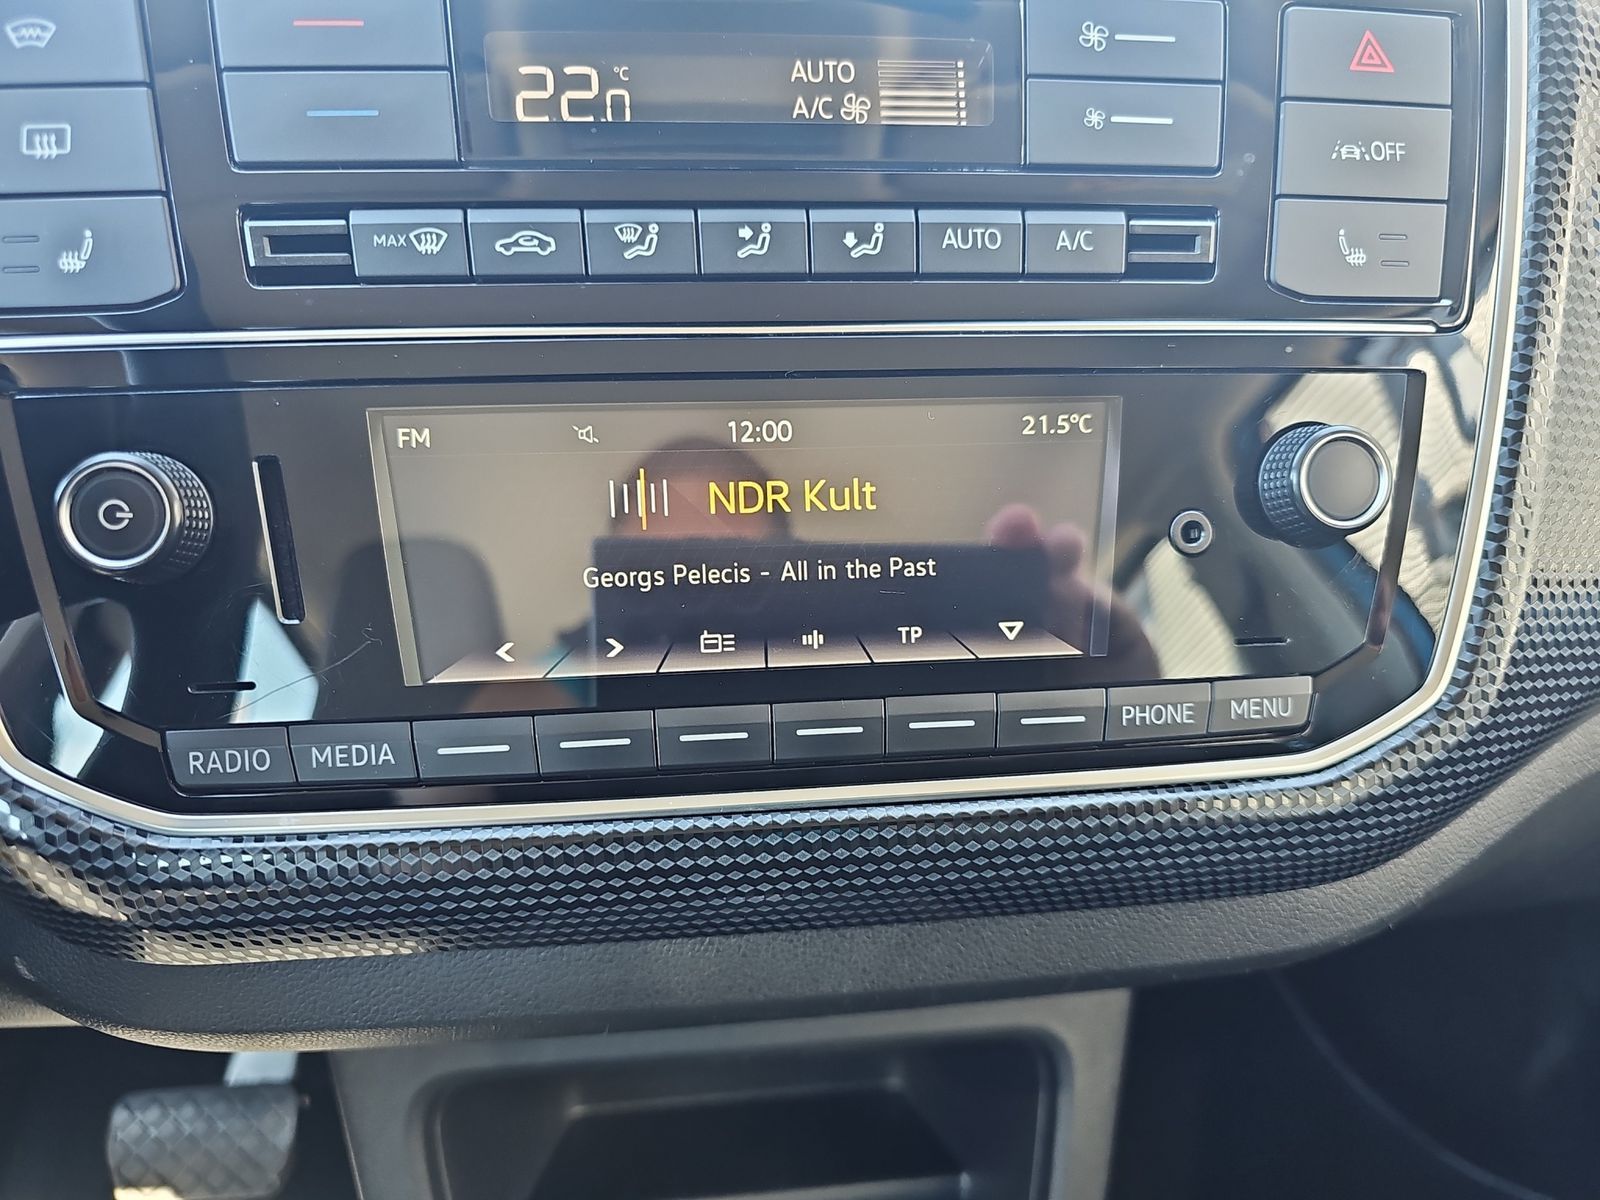 22.0 °C
AUTO
A/C
OFF
MAX
AUTO
A/C
FM
12:00
21.5°C
NDR Kult
Georgs Pelecis - All in the Past
< > TP
RADIO MEDIA PHONE MENU